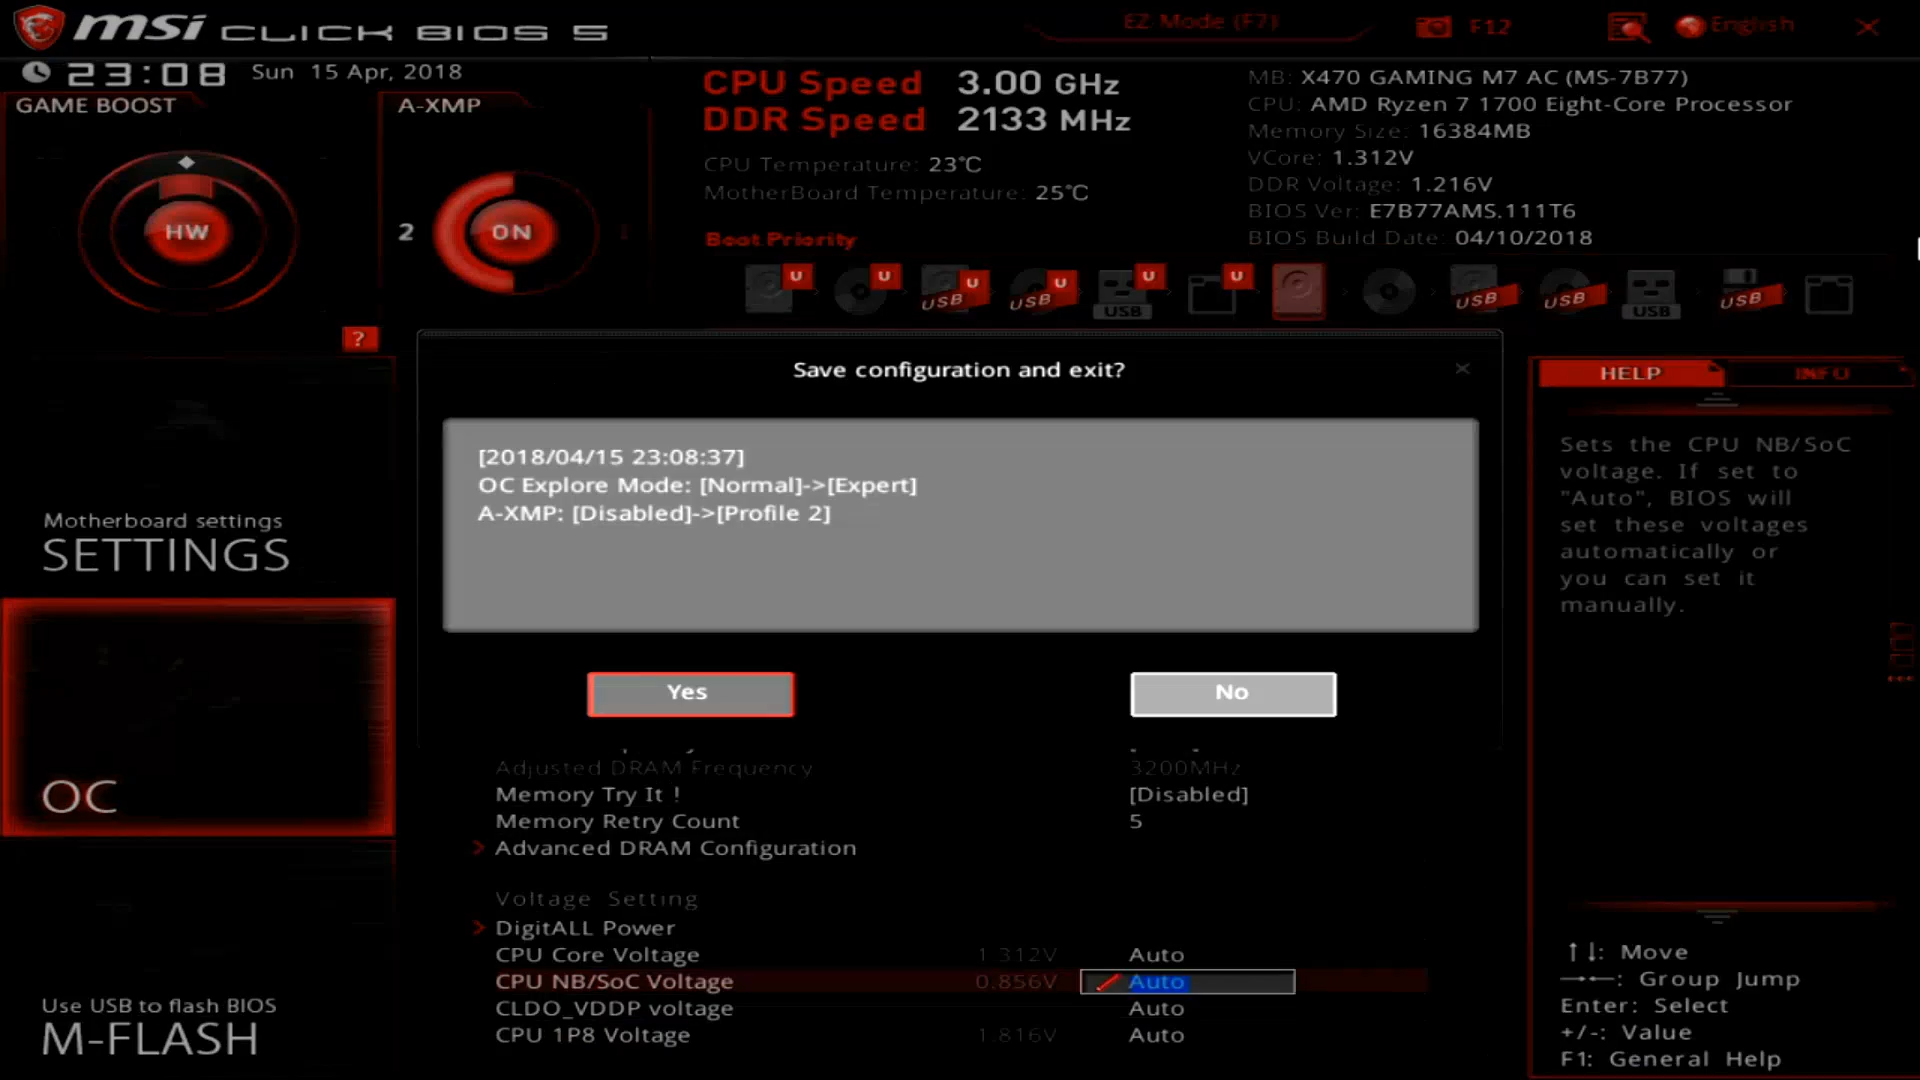 msi CLICK BIOS 5
EZ Mode (F7)
F12
English
23:08 Sun 15 Apr, 2018
GAME BOOST
HW
A-XMP
2
ON
1
?
CPU Speed 3.00 GHz
DDR Speed 2133 MHz
CPU Temperature: 23°C
MotherBoard Temperature: 25°C
MB: X470 GAMING M7 AC (MS-7B77)
CPU: AMD Ryzen 7 1700 Eight-Core Processor
Memory Size: 16384MB
VCore: 1.312V
DDR Voltage: 1.216V
BIOS Ver: E7B77AMS.111T6
BIOS Build Date: 04/10/2018
Boot Priority
U U U U U U
USB USB USB USB USB USB USB
Save configuration and exit?
[2018/04/15 23:08:37]
OC Explore Mode: [Normal]->[Expert]
A-XMP: [Disabled]->[Profile 2]
Yes
No
Motherboard settings
SETTINGS
OC
Use USB to flash BIOS
M-FLASH
Adjusted DRAM Frequency 3200MHz
Memory Try It ! [Disabled]
Memory Retry Count 5
> Advanced DRAM Configuration
Voltage Setting
> DigitALL Power
CPU Core Voltage 1.312V Auto
CPU NB/SoC Voltage 0.856V Auto
CLDO_VDDP voltage Auto
CPU 1P8 Voltage 1.816V Auto
HELP
INFO
Sets the CPU NB/SoC
voltage. If set to
"Auto", BIOS will
set these voltages
automatically or
you can set it
manually.
↑↓: Move
→←: Group Jump
Enter: Select
+/-: Value
F1: General Help